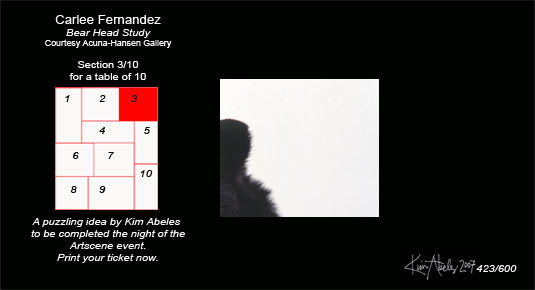 Carlee Fernandez
Bear Head Study
Courtesy Acuna-Hansen Gallery
Section 3/10
for a table of 10
1
2
3
4
5
6
7
8
9
10
A puzzling idea by Kim Abeles
to be completed the night of the
Artscene event.
Print your ticket now.
Kim Abeles 2007 423/600